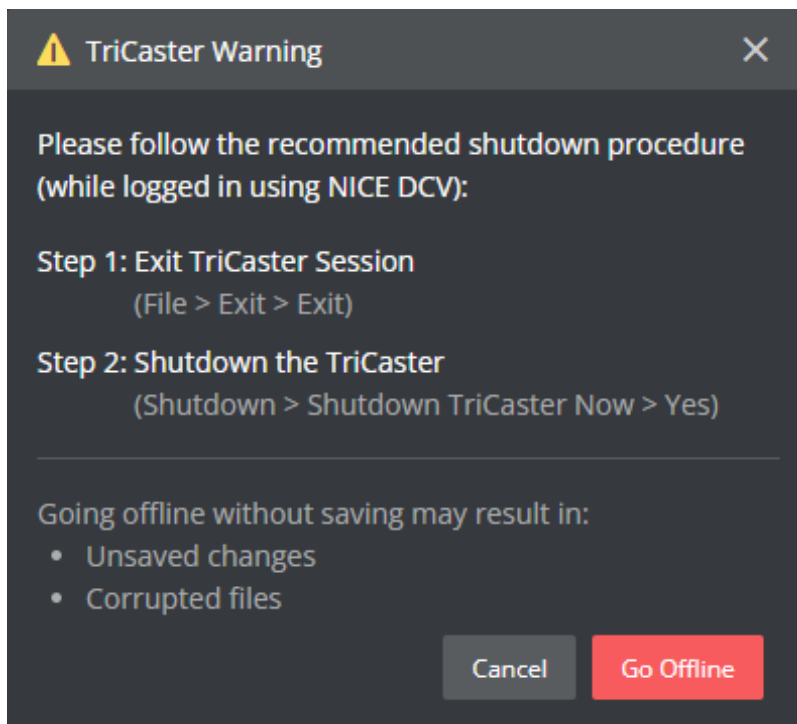 TriCaster Warning
Please follow the recommended shutdown procedure
(while logged in using NICE DCV):
Step 1: Exit TriCaster Session
(File > Exit > Exit)
Step 2: Shutdown the TriCaster
(Shutdown > Shutdown TriCaster Now > Yes)
Going offline without saving may result in:
• Unsaved changes
• Corrupted files
Cancel Go Offline